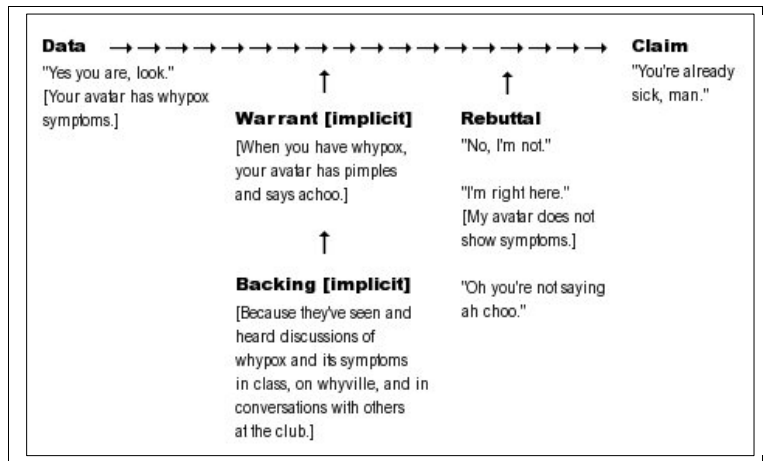 Data
"Yes you are, look."
[Your avatar has whypox
symptoms.]
Claim
"You're already
sick, man."
Warrant [implicit]
[When you have whypox,
your avatar has pimples
and says achoo.]
Rebuttal
"No, I'm not."
"I'm right here."
[My avatar does not
show symptoms.]
"Oh you're not saying
ah choo."
Backing [implicit]
[Because they've seen and
heard discussions of
whypox and its symptoms
in class, on whyville, and in
conversations with others
at the club.]